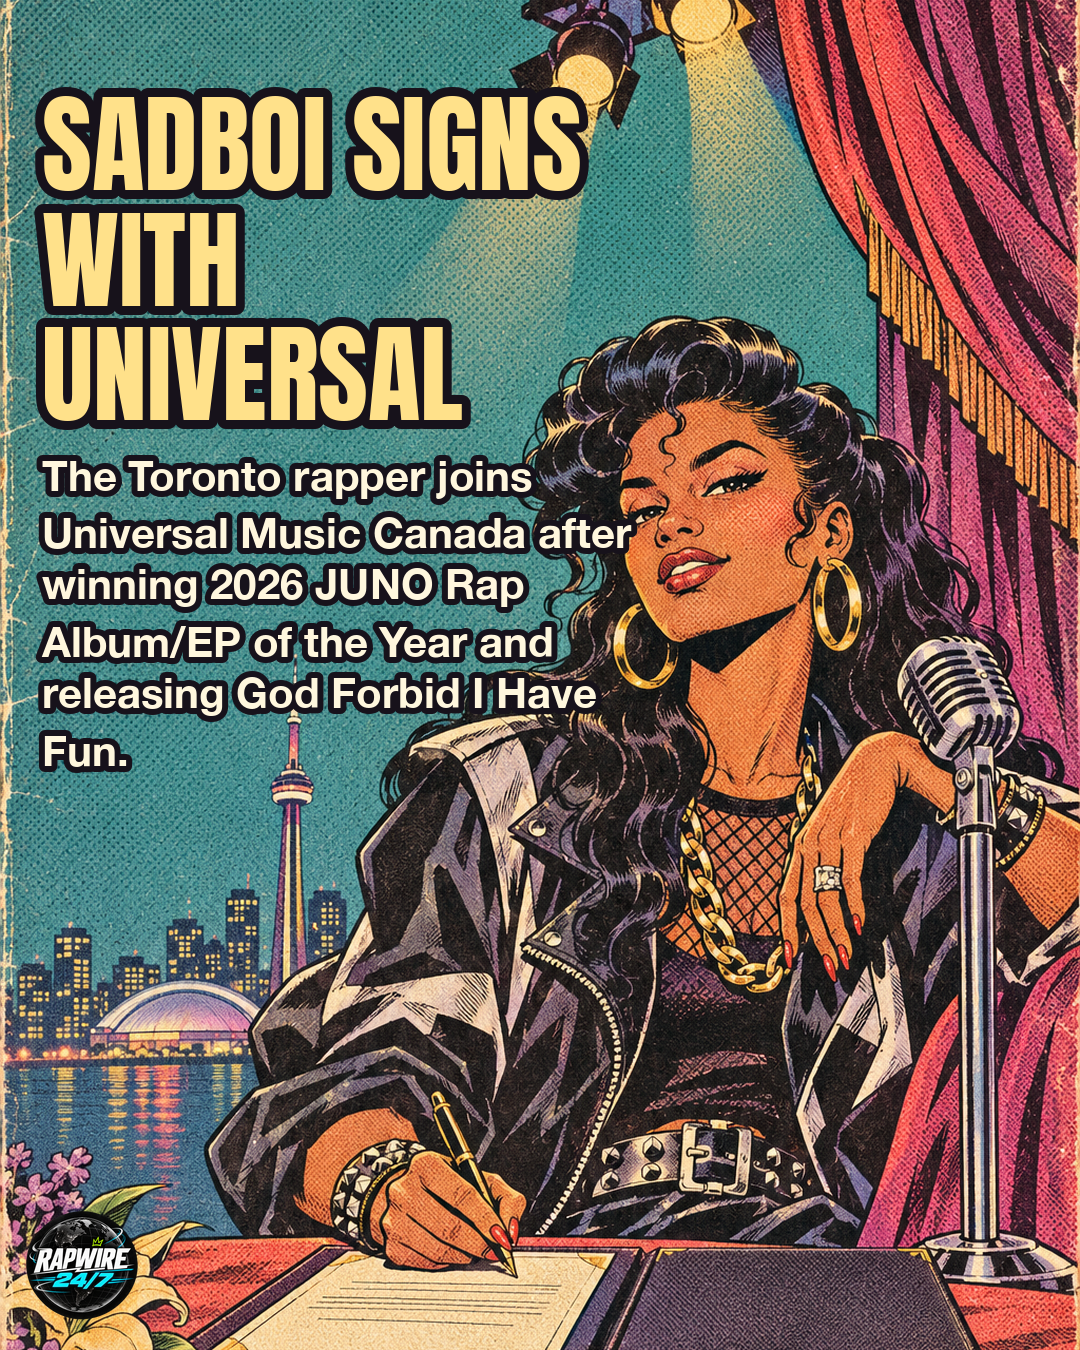 SADBOI SIGNS
WITH
UNIVERSAL
The Toronto rapper joins
Universal Music Canada after
winning 2026 JUNO Rap
Album/EP of the Year and
releasing God Forbid I Have
Fun.
RAPWIRE
24/7